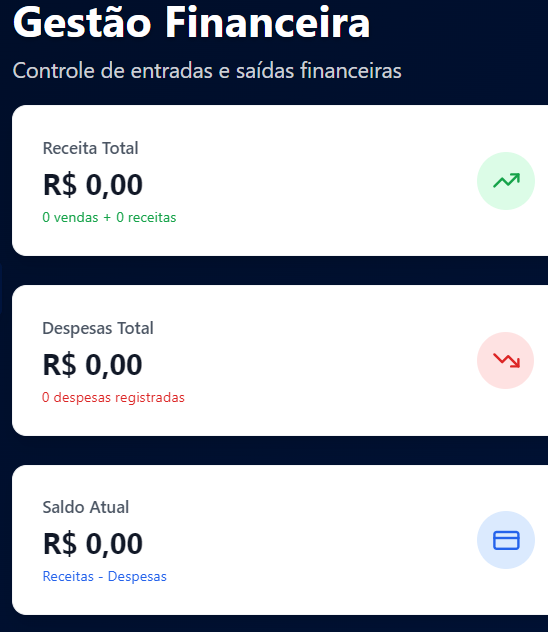 Gestão Financeira
Controle de entradas e saídas financeiras
Receita Total
R$ 0,00
0 vendas + 0 receitas
Despesas Total
R$ 0,00
0 despesas registradas
Saldo Atual
R$ 0,00
Receitas - Despesas